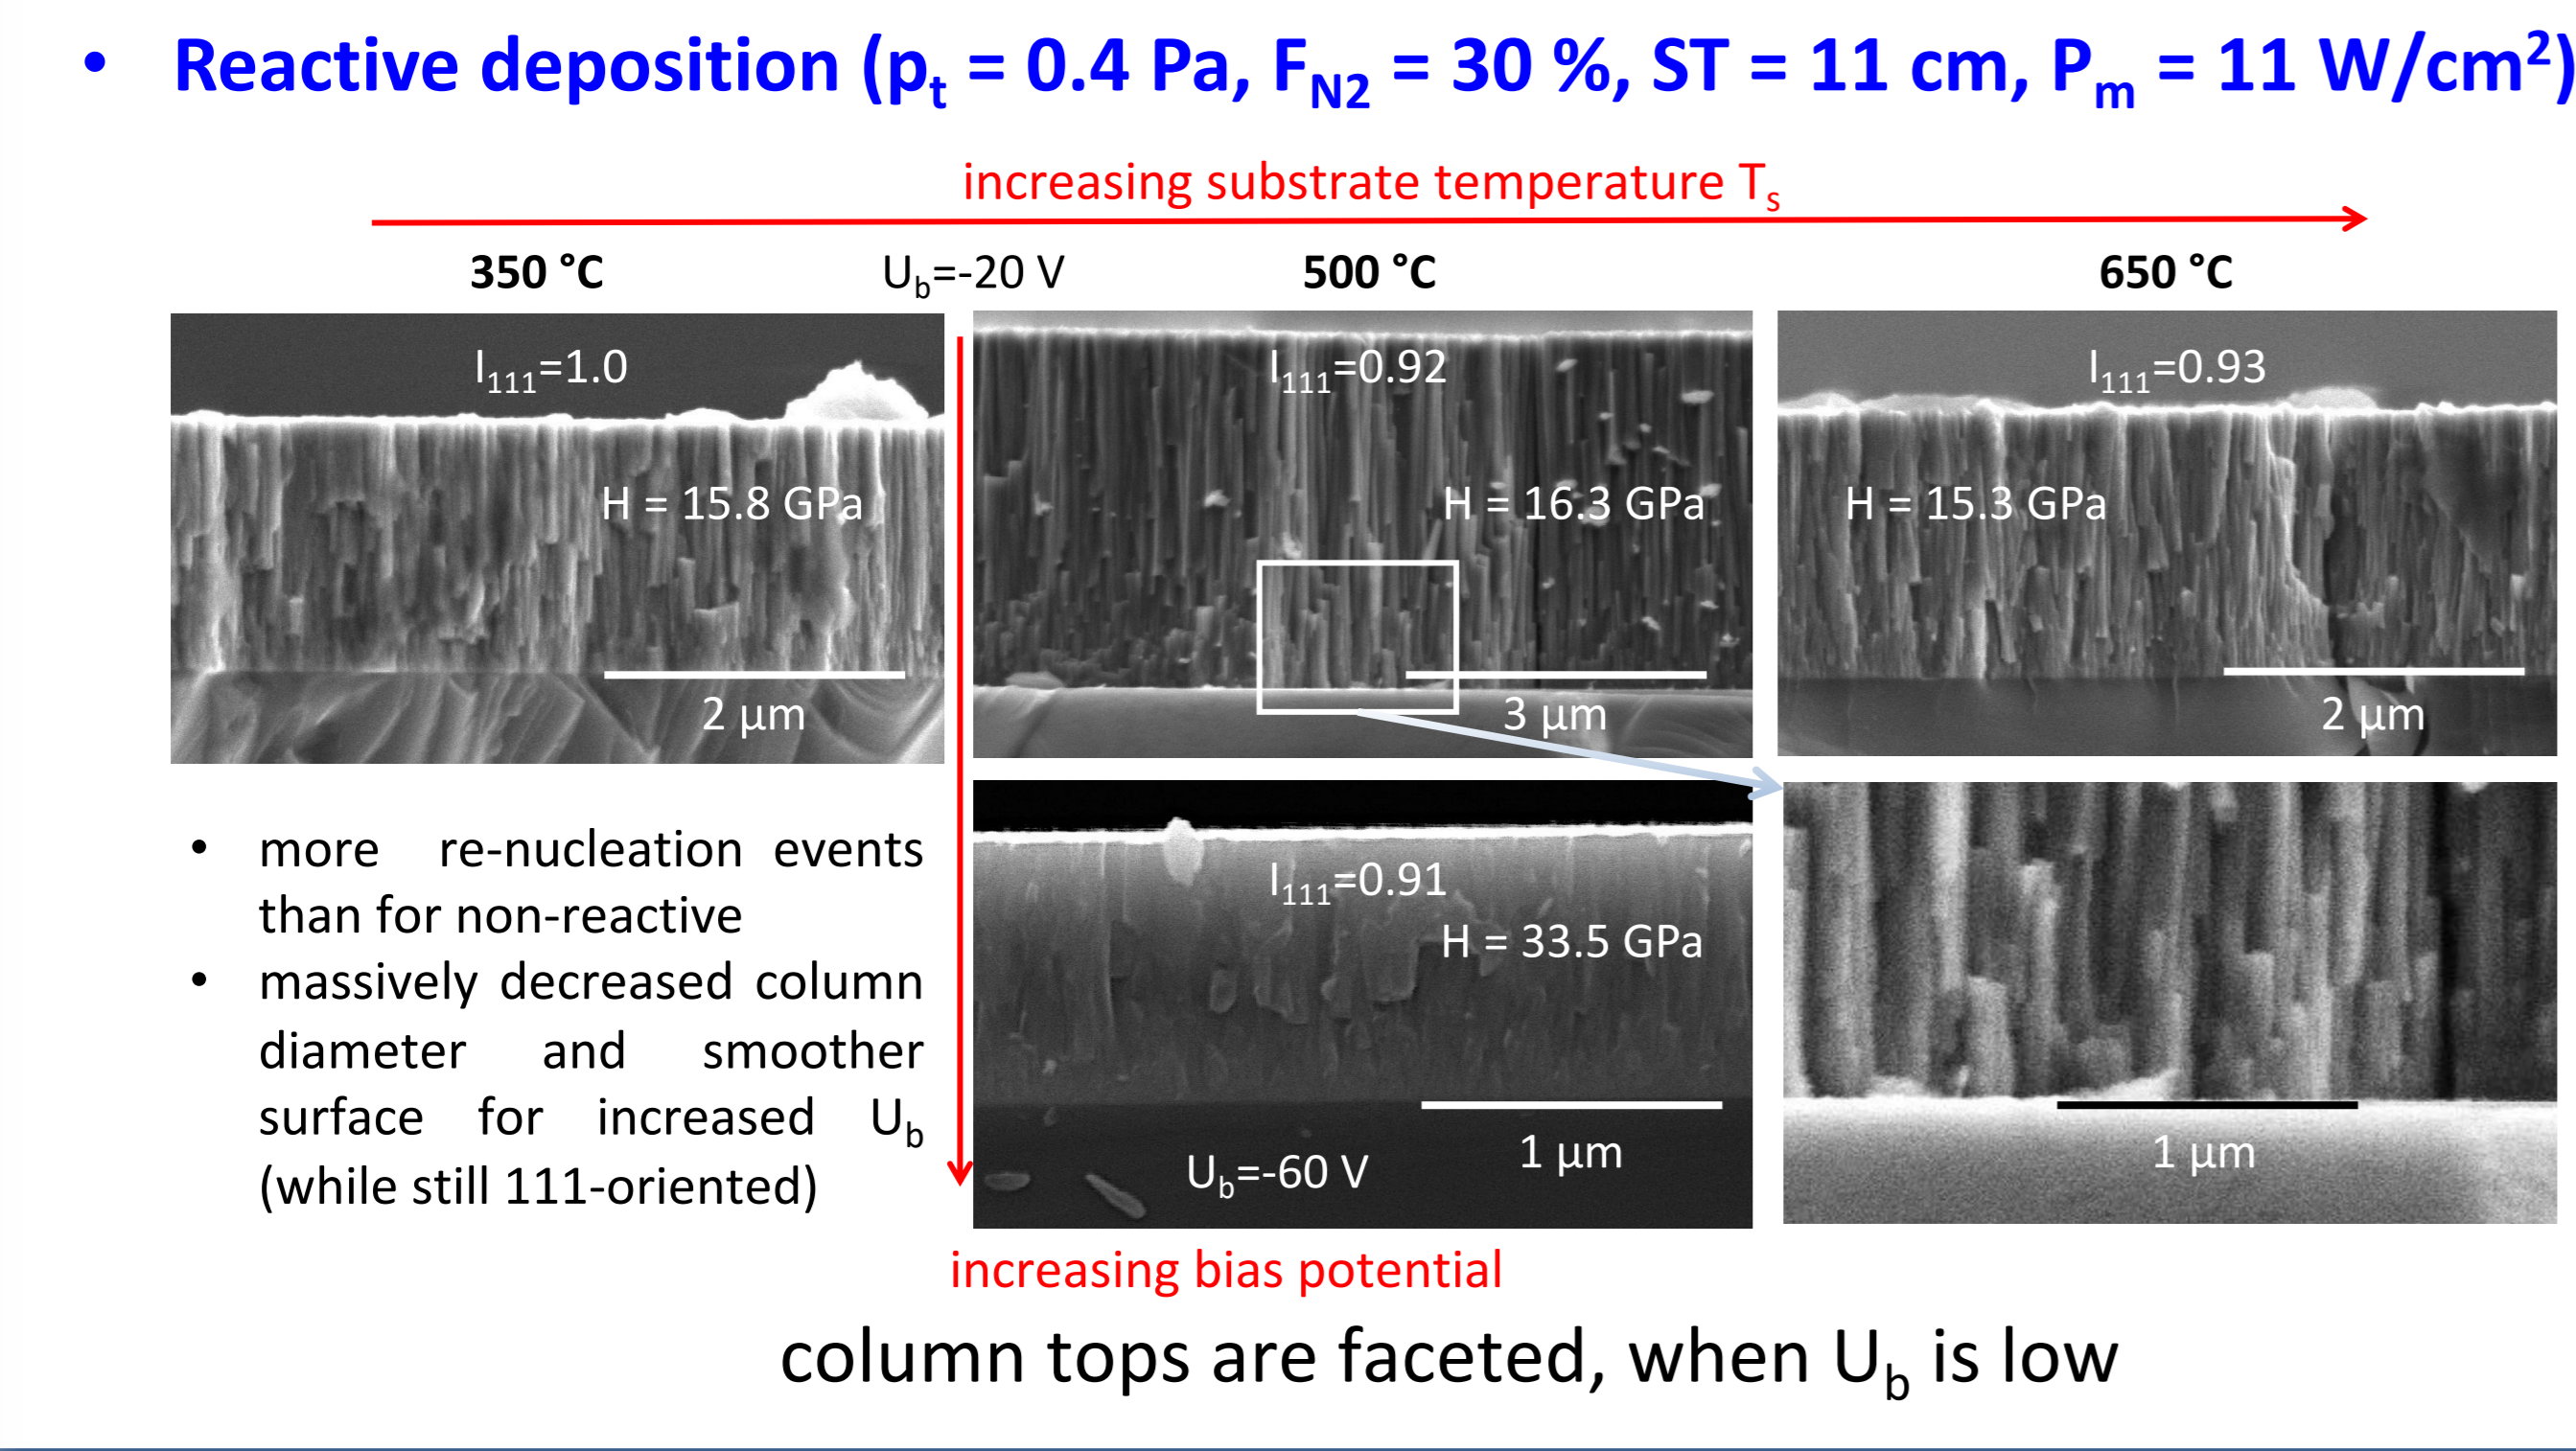 • Reactive deposition (pt = 0.4 Pa, FN2 = 30 %, ST = 11 cm, Pm = 11 W/cm²)
increasing substrate temperature Ts
350 °C
Ub=-20 V
500 °C
650 °C
I111=1.0
H = 15.8 GPa
2 µm
I111=0.92
H = 16.3 GPa
3 µm
I111=0.93
H = 15.3 GPa
2 µm
• more re-nucleation events
than for non-reactive
• massively decreased column
diameter and smoother
surface for increased Ub
(while still 111-oriented)
I111=0.91
H = 33.5 GPa
1 µm
Ub=-60 V
1 µm
increasing bias potential
column tops are faceted, when Ub is low